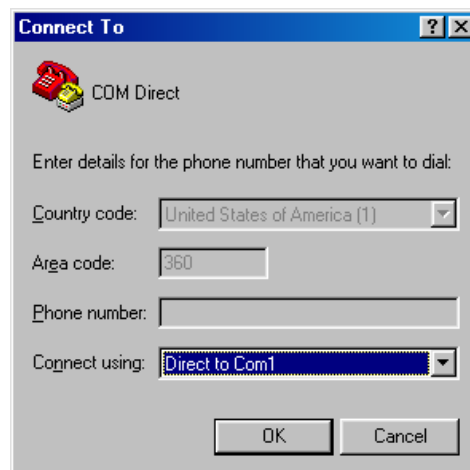 Connect To
COM Direct
Enter details for the phone number that you want to dial:
Country code: United States of America (1)
Area code: 360
Phone number:
Connect using: Direct to Com1
OK Cancel